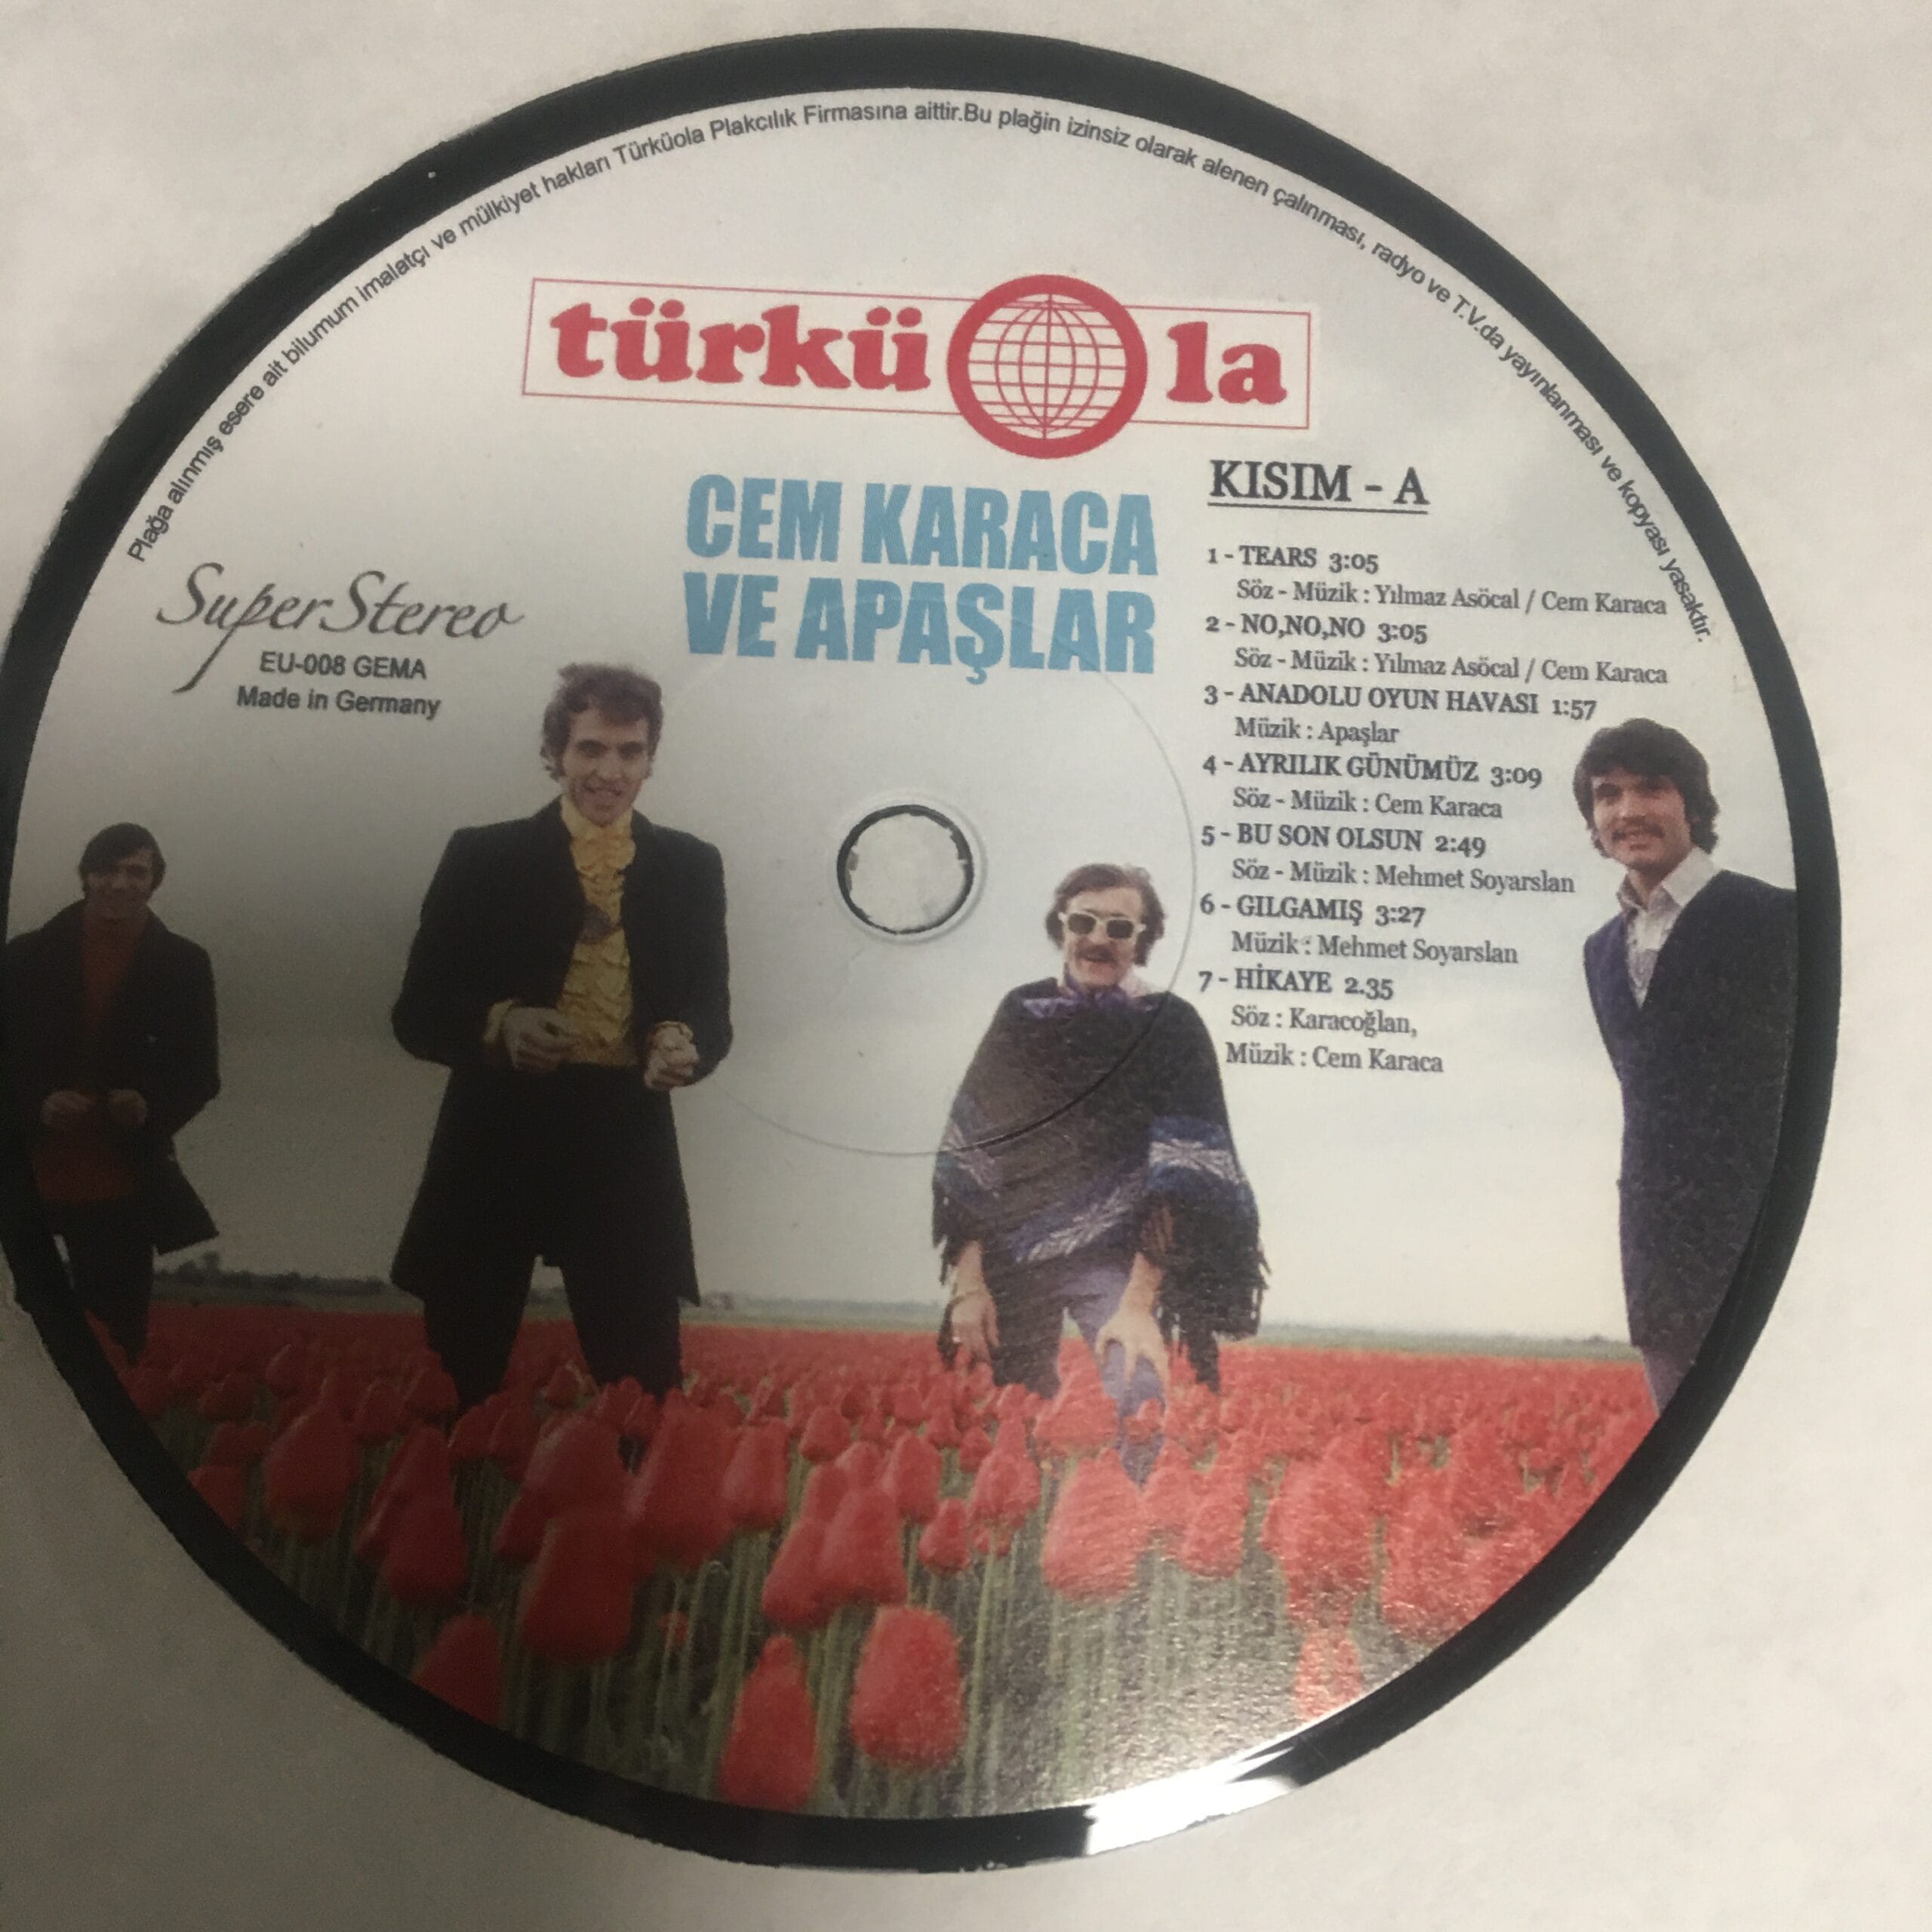 Plağa alınmış esere ait bilumum imalatçı ve mülkiyet hakları Türküola Plakcılık Firmasına aittir.Bu plağin izinsiz olarak alenen çalınması, radyo ve T.V.da yayınlanması ve kopyası yasaktır.
türküola
CEM KARACA
VE APAŞLAR
Super Stereo
EU-008 GEMA
Made in Germany
KISIM - A
1 - TEARS 3:05
Söz - Müzik : Yılmaz Asöcal / Cem Karaca
2 - NO,NO,NO 3:05
Söz - Müzik : Yılmaz Asöcal / Cem Karaca
3 - ANADOLU OYUN HAVASI 1:57
Müzik : Apaşlar
4 - AYRILIK GÜNÜMÜZ 3:09
Söz - Müzik : Cem Karaca
5 - BU SON OLSUN 2:49
Söz - Müzik : Mehmet Soyarslan
6 - GILGAMIŞ 3:27
Müzik : Mehmet Soyarslan
7 - HİKAYE 2.35
Söz : Karacoğlan,
Müzik : Cem Karaca